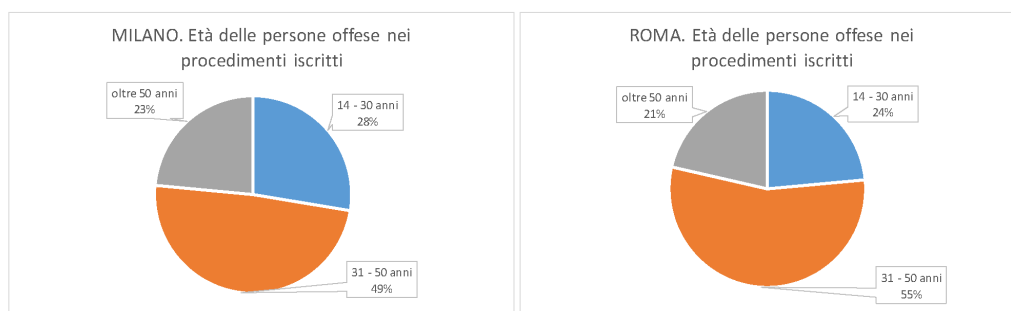 MILANO. Età delle persone offese nei
procedimenti iscritti
oltre 50 anni
23%
14 - 30 anni
28%
31 - 50 anni
49%
ROMA. Età delle persone offese nei
procedimenti iscritti
oltre 50 anni
21%
14 - 30 anni
24%
31 - 50 anni
55%